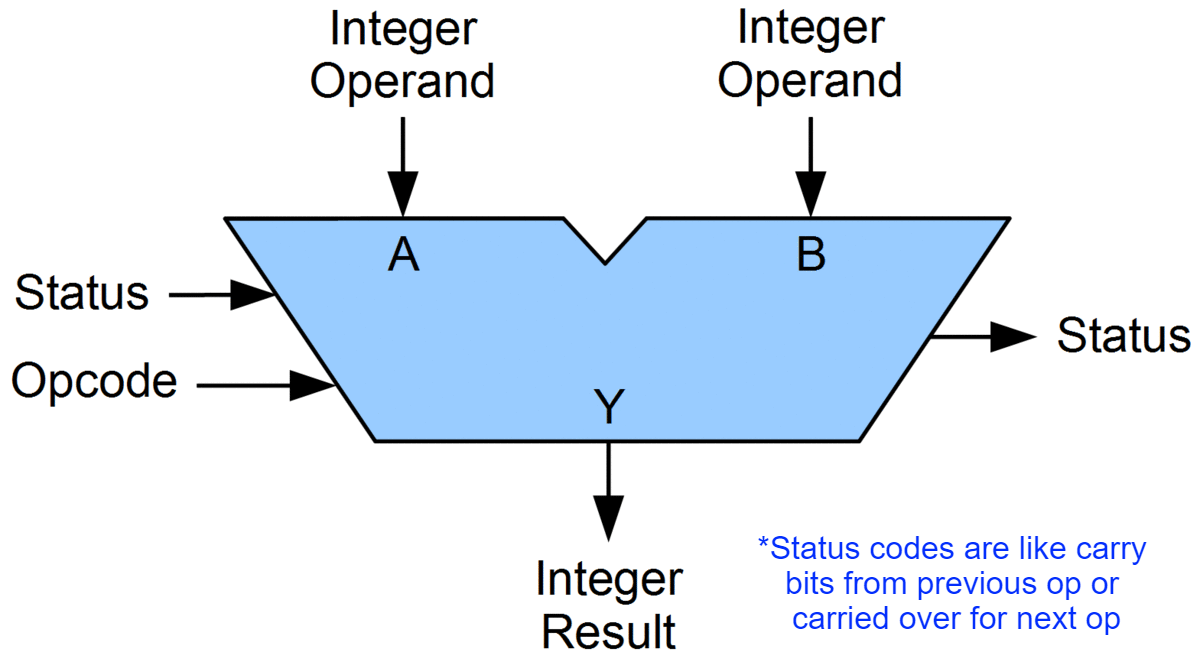 Integer
Operand
Integer
Operand
A
B
Status
Status
Opcode
Y
Integer
Result
*Status codes are like carry
bits from previous op or
carried over for next op